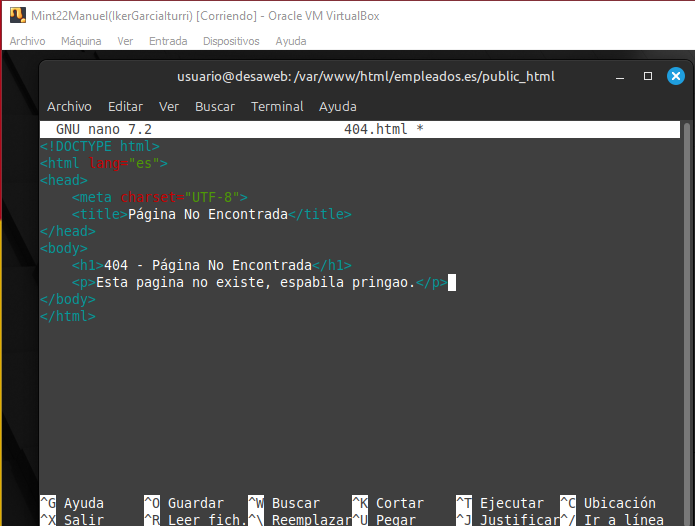 Mint22Manuel(IkerGarciaIturri) [Corriendo] - Oracle VM VirtualBox
Archivo Máquina Ver Entrada Dispositivos Ayuda
usuario@desaweb: /var/www/html/empleados.es/public_html
Archivo Editar Ver Buscar Terminal Ayuda
GNU nano 7.2 404.html *
<!DOCTYPE html>
<html lang="es">
<head>
    <meta charset="UTF-8">
    <title>Página No Encontrada</title>
</head>
<body>
    <h1>404 - Página No Encontrada</h1>
    <p>Esta pagina no existe, espabila pringao.</p>
</body>
</html>
^G Ayuda ^O Guardar ^W Buscar ^K Cortar ^T Ejecutar ^C Ubicación
^X Salir ^R Leer fich. ^\ Reemplazar ^U Pegar ^J Justificar ^/ Ir a línea